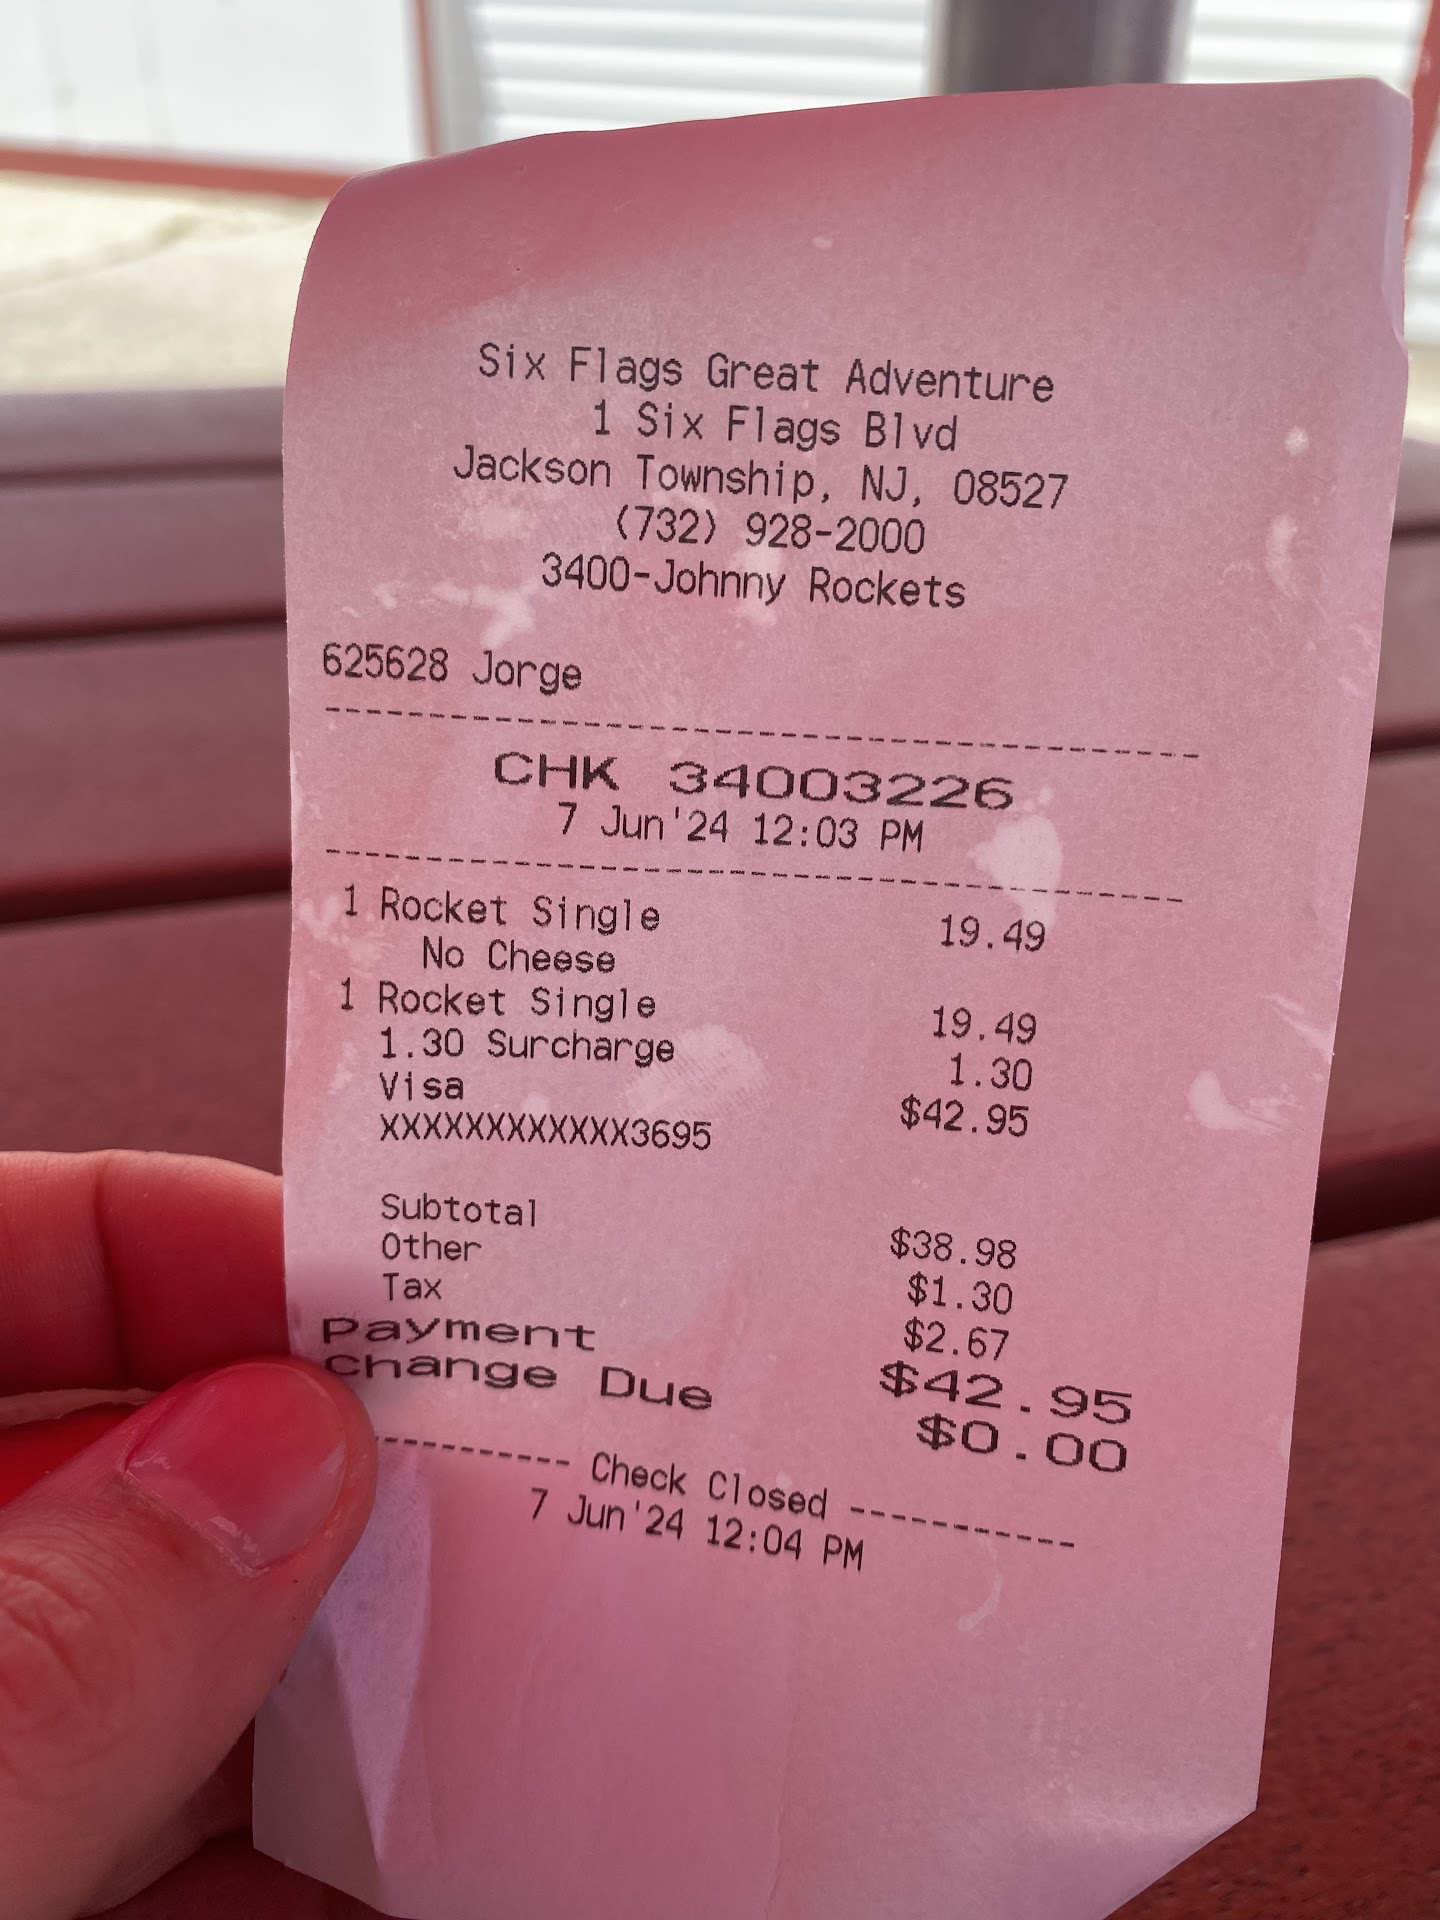 Six Flags Great Adventure
1 Six Flags Blvd
Jackson Township, NJ, 08527
(732) 928-2000
3400-Johnny Rockets
625628 Jorge
--------------------------------
CHK 34003226
7 Jun'24 12:03 PM
--------------------------------
1 Rocket Single 19.49
No Cheese
1 Rocket Single 19.49
1.30 Surcharge 1.30
Visa $42.95
XXXXXXXXXXXX3695
Subtotal $38.98
Other $1.30
Tax $2.67
Payment $42.95
Change Due $0.00
---------- Check Closed -----------
7 Jun'24 12:04 PM